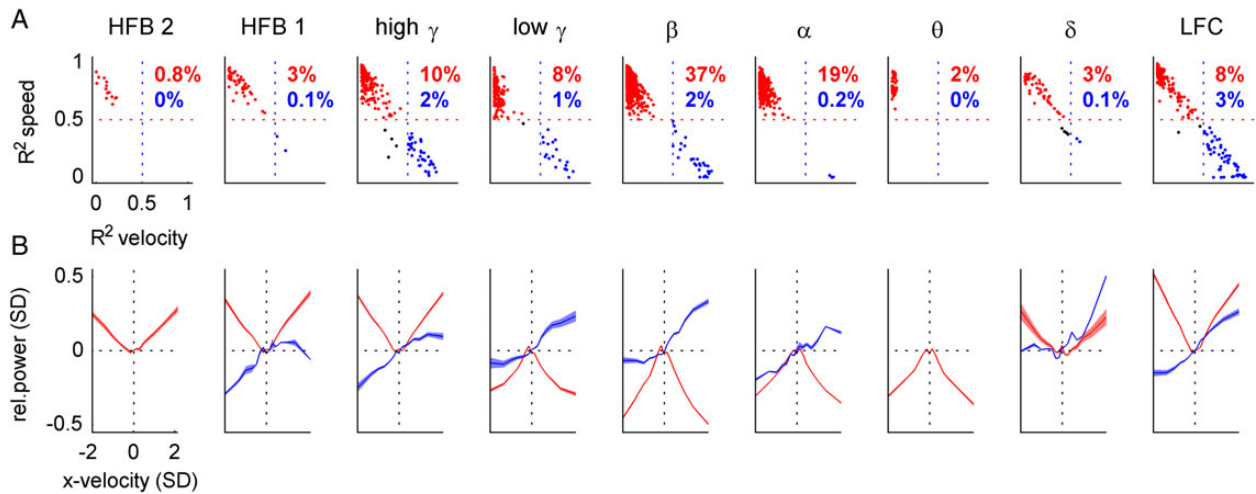 A
HFB 2 HFB 1 high γ low γ β α θ δ LFC
1 0.8% 3% 10% 8% 37% 19% 2% 3% 8%
0% 0.1% 2% 1% 2% 0.2% 0% 0.1% 3%
0.5
R² speed
0
0 0.5 1
R² velocity
B
0.5
rel.power (SD)
0
-0.5
-2 0 2
x-velocity (SD)